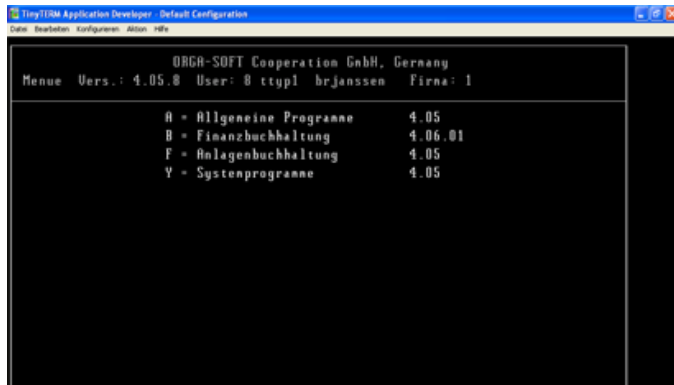 TinyTERM Application Developer - Default Configuration
Datei Bearbeiten Konfigurieren Aktion Hilfe
ORGA-SOFT Cooperation GmbH, Germany
Menue Vers.: 4.05.8 User: 8 ttyp1 brjanssen Firma: 1
A = Allgemeine Programme 4.05
B = Finanzbuchhaltung 4.06.01
F = Anlagenbuchhaltung 4.05
Y = Systemprogramme 4.05